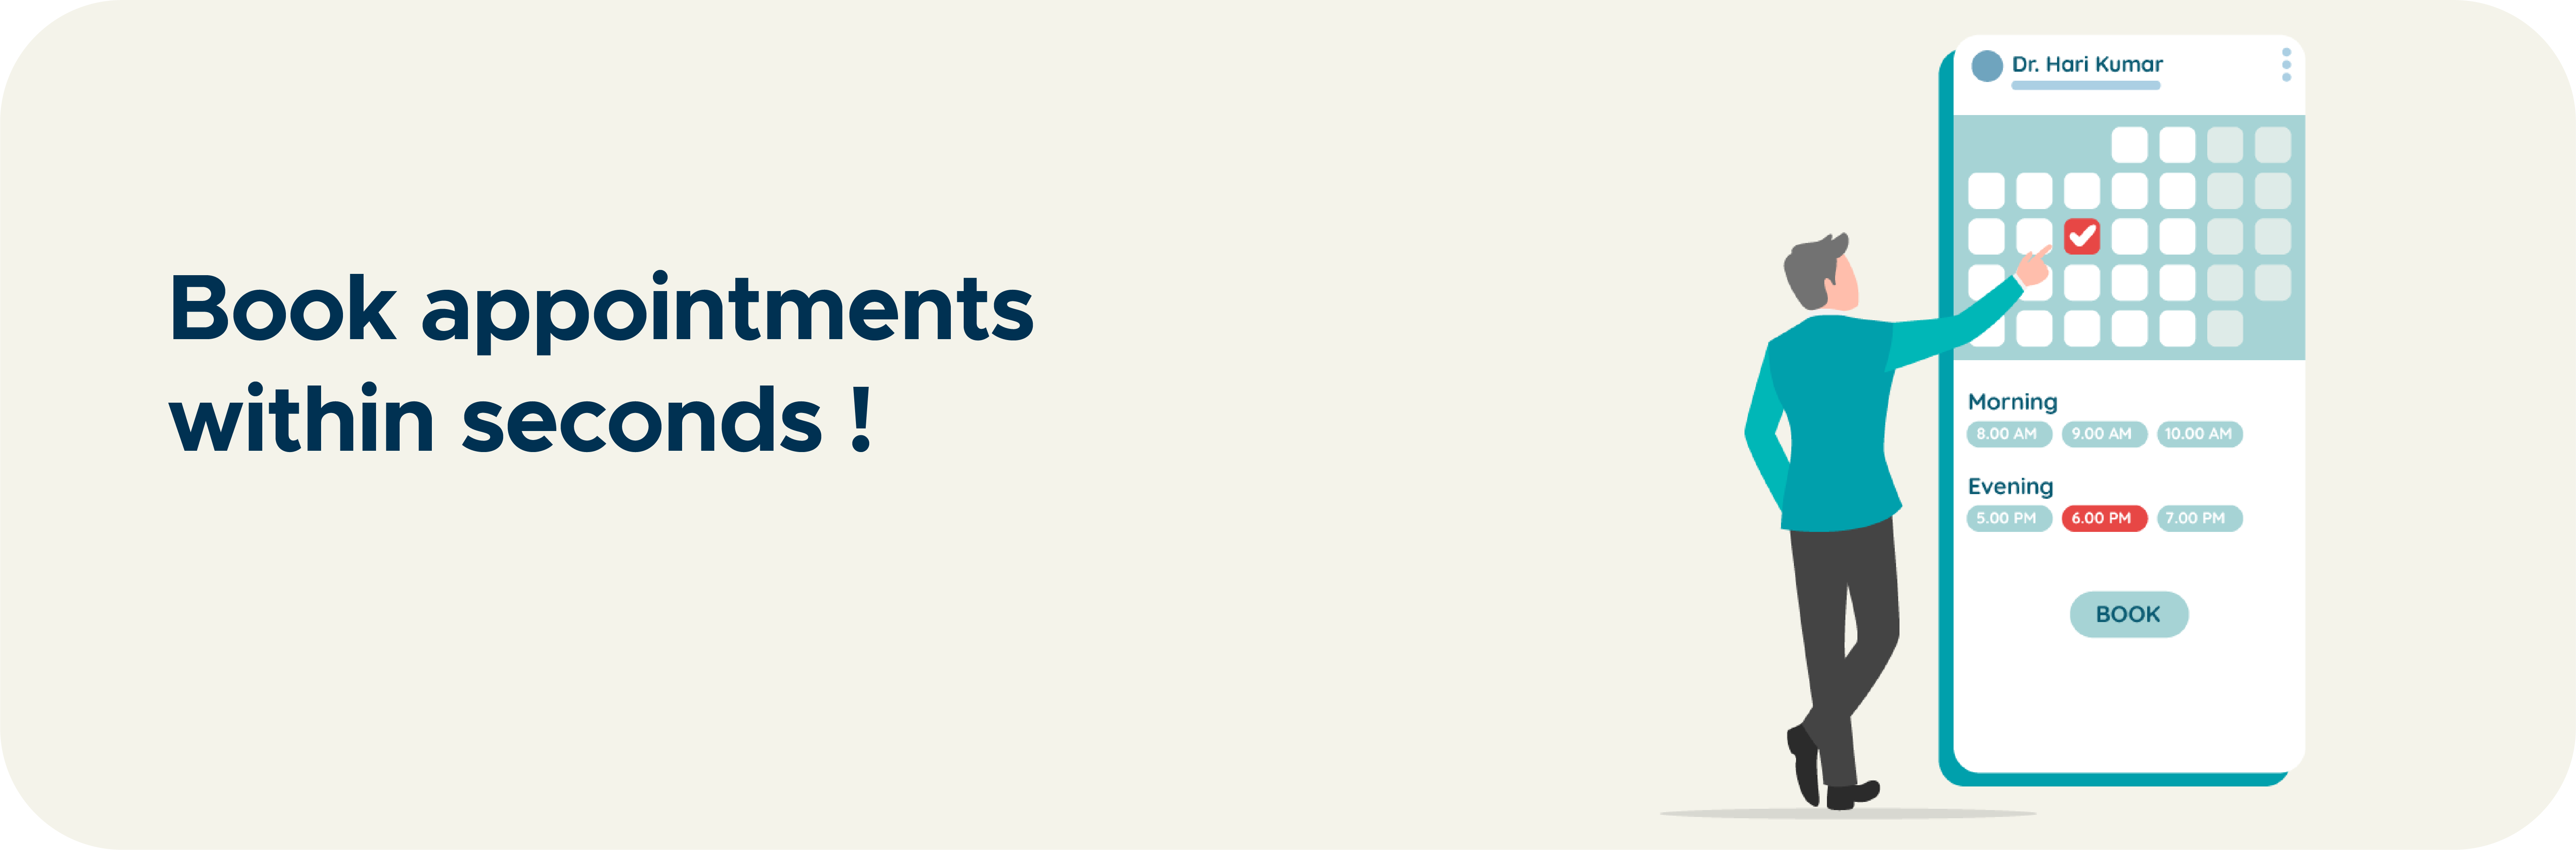 Book appointments
within seconds !
Dr. Hari Kumar
Morning
8.00 AM 9.00 AM 10.00 AM
Evening
5.00 PM 6.00 PM 7.00 PM
BOOK